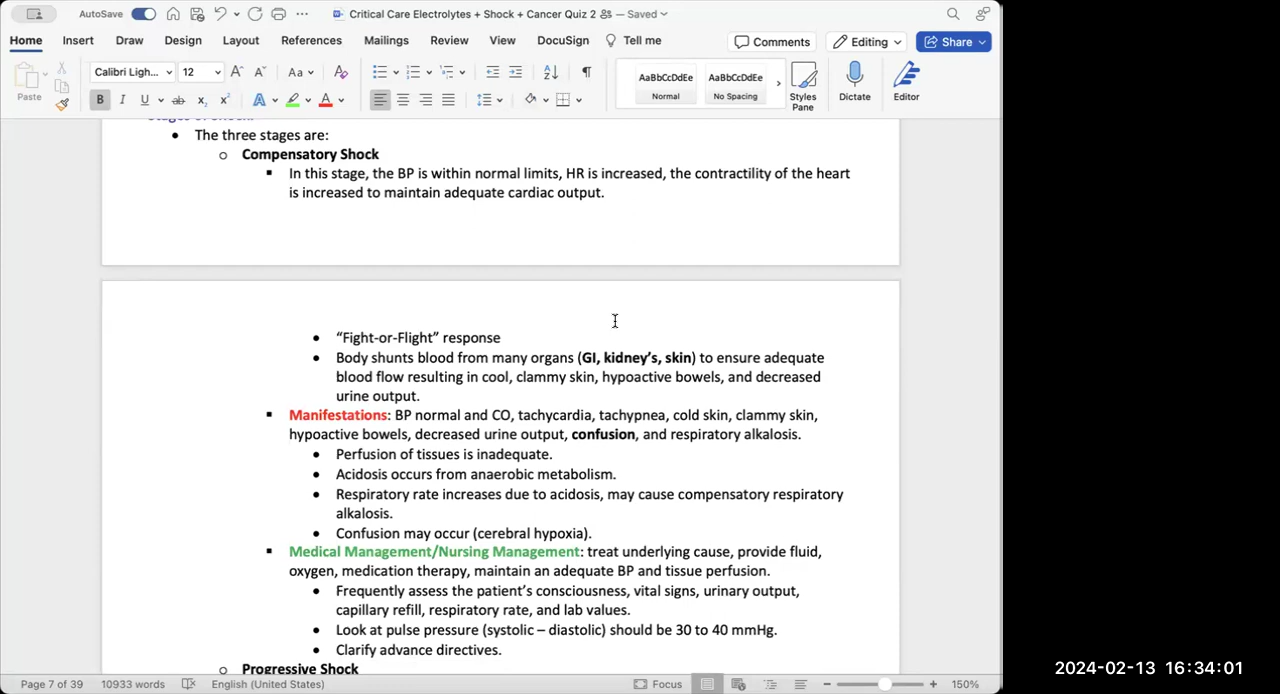 AutoSave
Critical Care Electrolytes + Shock + Cancer Quiz 2
— Saved
Home Insert Draw Design Layout References Mailings Review View DocuSign Tell me
Comments Editing Share
Paste
Calibri Ligh... 12
AaBbCcDdEe AaBbCcDdEe
Normal No Spacing
Styles Pane
Dictate
Editor
Stages of Shock:
• The three stages are:
o Compensatory Shock
▪ In this stage, the BP is within normal limits, HR is increased, the contractility of the heart
is increased to maintain adequate cardiac output.
• “Fight-or-Flight” response
• Body shunts blood from many organs (GI, kidney’s, skin) to ensure adequate
blood flow resulting in cool, clammy skin, hypoactive bowels, and decreased
urine output.
▪ Manifestations: BP normal and CO, tachycardia, tachypnea, cold skin, clammy skin,
hypoactive bowels, decreased urine output, confusion, and respiratory alkalosis.
• Perfusion of tissues is inadequate.
• Acidosis occurs from anaerobic metabolism.
• Respiratory rate increases due to acidosis, may cause compensatory respiratory
alkalosis.
• Confusion may occur (cerebral hypoxia).
▪ Medical Management/Nursing Management: treat underlying cause, provide fluid,
oxygen, medication therapy, maintain an adequate BP and tissue perfusion.
• Frequently assess the patient’s consciousness, vital signs, urinary output,
capillary refill, respiratory rate, and lab values.
• Look at pulse pressure (systolic – diastolic) should be 30 to 40 mmHg.
• Clarify advance directives.
o Progressive Shock
Page 7 of 39 10933 words English (United States) Focus 150%
2024-02-13 16:34:01